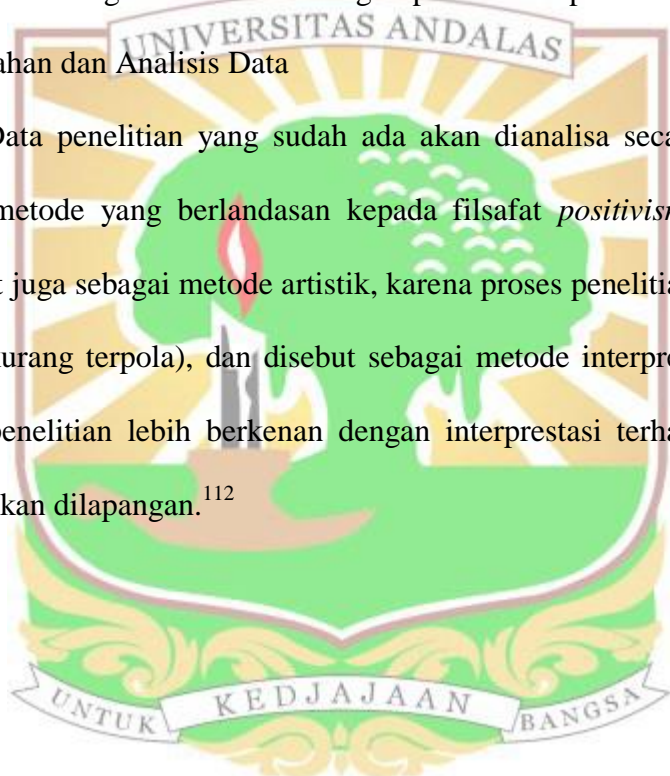 UNIVERSITAS ANDALAS
ahan dan Analisis Data
Data penelitian yang sudah ada akan dianalisa seca
metode yang berlandasan kepada filsafat positivism
t juga sebagai metode artistik, karena proses penelitia
urang terpola), dan disebut sebagai metode interpre
penelitian lebih berkenan dengan interprestasi terha
kan dilapangan.112
UNTUK KEDJAJAAN BANGSA